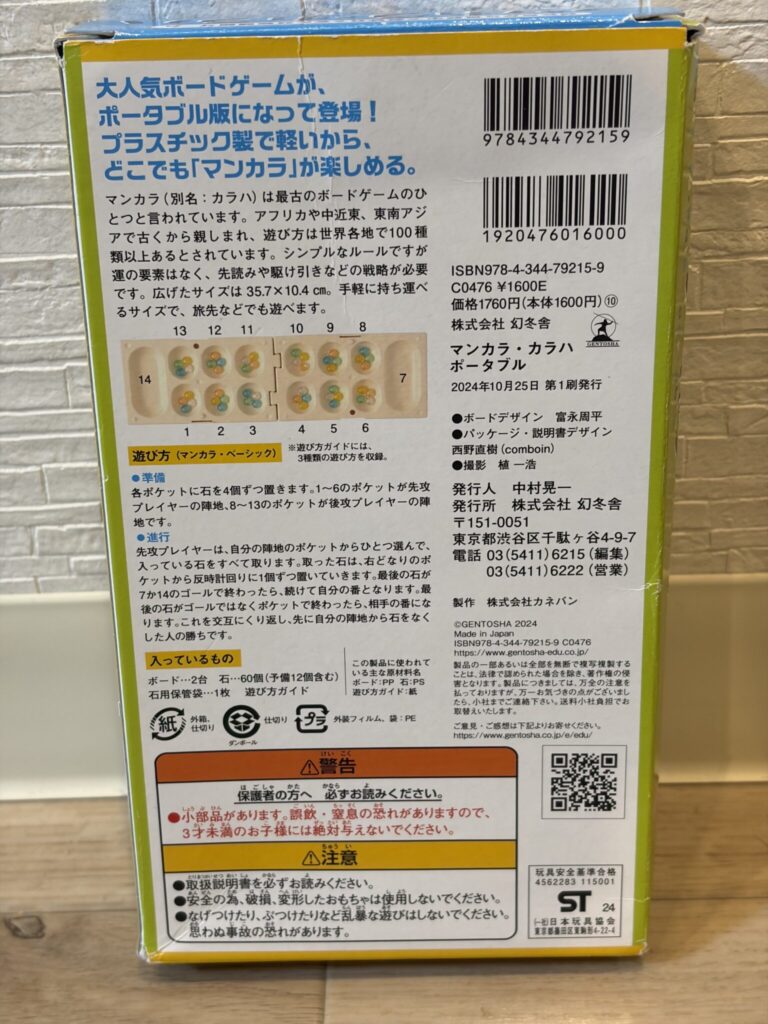 大人気ボードゲームが、
ポータブル版になって登場！
プラスチック製で軽いから、
どこでも「マンカラ」が楽しめる。
マンカラ（別名：カラハ）は最古のボードゲームのひ
とつと言われています。アフリカや中近東、東南アジ
アで古くから親しまれ、遊び方は世界各地で100種
類以上あるとされています。シンプルなルールですが
運の要素はなく、先読みや駆け引きなどの戦略が必要
です。広げたサイズは35.7×10.4㎝。手軽に持ち運べ
るサイズで、旅先などでも遊べます。
13 12 11 10 9 8
14 7
1 2 3 4 5 6
遊び方（マンカラ・ベーシック）
※遊び方ガイドには、
3種類の遊び方を収録。
●準備
各ポケットに石を4個ずつ置きます。1〜6のポケットが先攻
プレイヤーの陣地、8〜13のポケットが後攻プレイヤーの陣
地です。
●進行
先攻プレイヤーは、自分の陣地のポケットからひとつ選んで、
入っている石をすべて取ります。取った石は、右どなりのポ
ケットから反時計回りに1個ずつ置いていきます。最後の石が
7か14のゴールで終わったら、続けて自分の番となります。最
後の石がゴールではなくポケットで終わったら、相手の番にな
ります。これを交互にくり返し、先に自分の陣地から石をなく
した人の勝ちです。
入っているもの
ボード…2台 石…60個（予備12個含む）
石用保管袋…1枚 遊び方ガイド
この製品に使われて
いる主な原材料名
ボード：PP 石：PS
遊び方ガイド：紙
紙
外箱、
仕切り
ダンボール
仕切り
プラ
外装フィルム、袋：PE
けい こく
⚠警告
ほ ご しゃ かた かなら よ
保護者の方へ 必ずお読みください。
●小部品があります。誤飲・窒息の恐れがありますので、
3才未満のお子様には絶対与えないでください。
ちゅう い
⚠注意
●取扱説明書を必ずお読みください。
●安全の為、破損、変形したおもちゃは使用しないでください。
●なげつけたり、ぶつけたりなど乱暴な遊びはしないでください。
思わぬ事故の恐れがあります。
9784344792159
1920476016000
ISBN978-4-344-79215-9
C0476 ¥1600E
価格1760円（本体1600円）⑩
株式会社 幻冬舎
GENTOSHA
マンカラ・カラハ
ポータブル
2024年10月25日 第1刷発行
●ボードデザイン 富永周平
●パッケージ・説明書デザイン
西野直樹（comboin）
●撮影 植 一浩
発行人 中村晃一
発行所 株式会社 幻冬舎
〒151-0051
東京都渋谷区千駄ヶ谷4-9-7
電話 03(5411)6215（編集）
03(5411)6222（営業）
製作 株式会社カネバン
©GENTOSHA 2024
Made in Japan
ISBN978-4-344-79215-9 C0476
https://www.gentosha-edu.co.jp/
製品の一部あるいは全部を無断で複写複製する
ことは、法律で認められた場合を除き、著作権の侵
害となります。製品につきましては、万全の注意を
払っておりますが、万一お気づきの点がございまし
たら、小社までご連絡下さい。送料小社負担でお
取替えいたします。
ご意見・ご感想は下記よりお寄せください。
https://www.gentosha.co.jp/e/edu/
玩具安全基準合格
4562283 115001
ST 24
(一社)日本玩具協会
東京都墨田区東駒形4-22-4